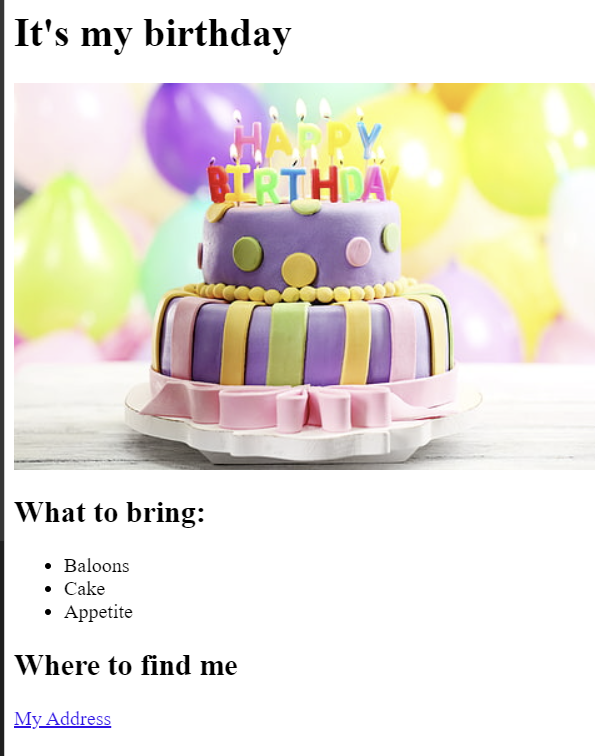 It's my birthday
HAPPY
BIRTHDAY
What to bring:
Baloons
Cake
Appetite
Where to find me
My Address